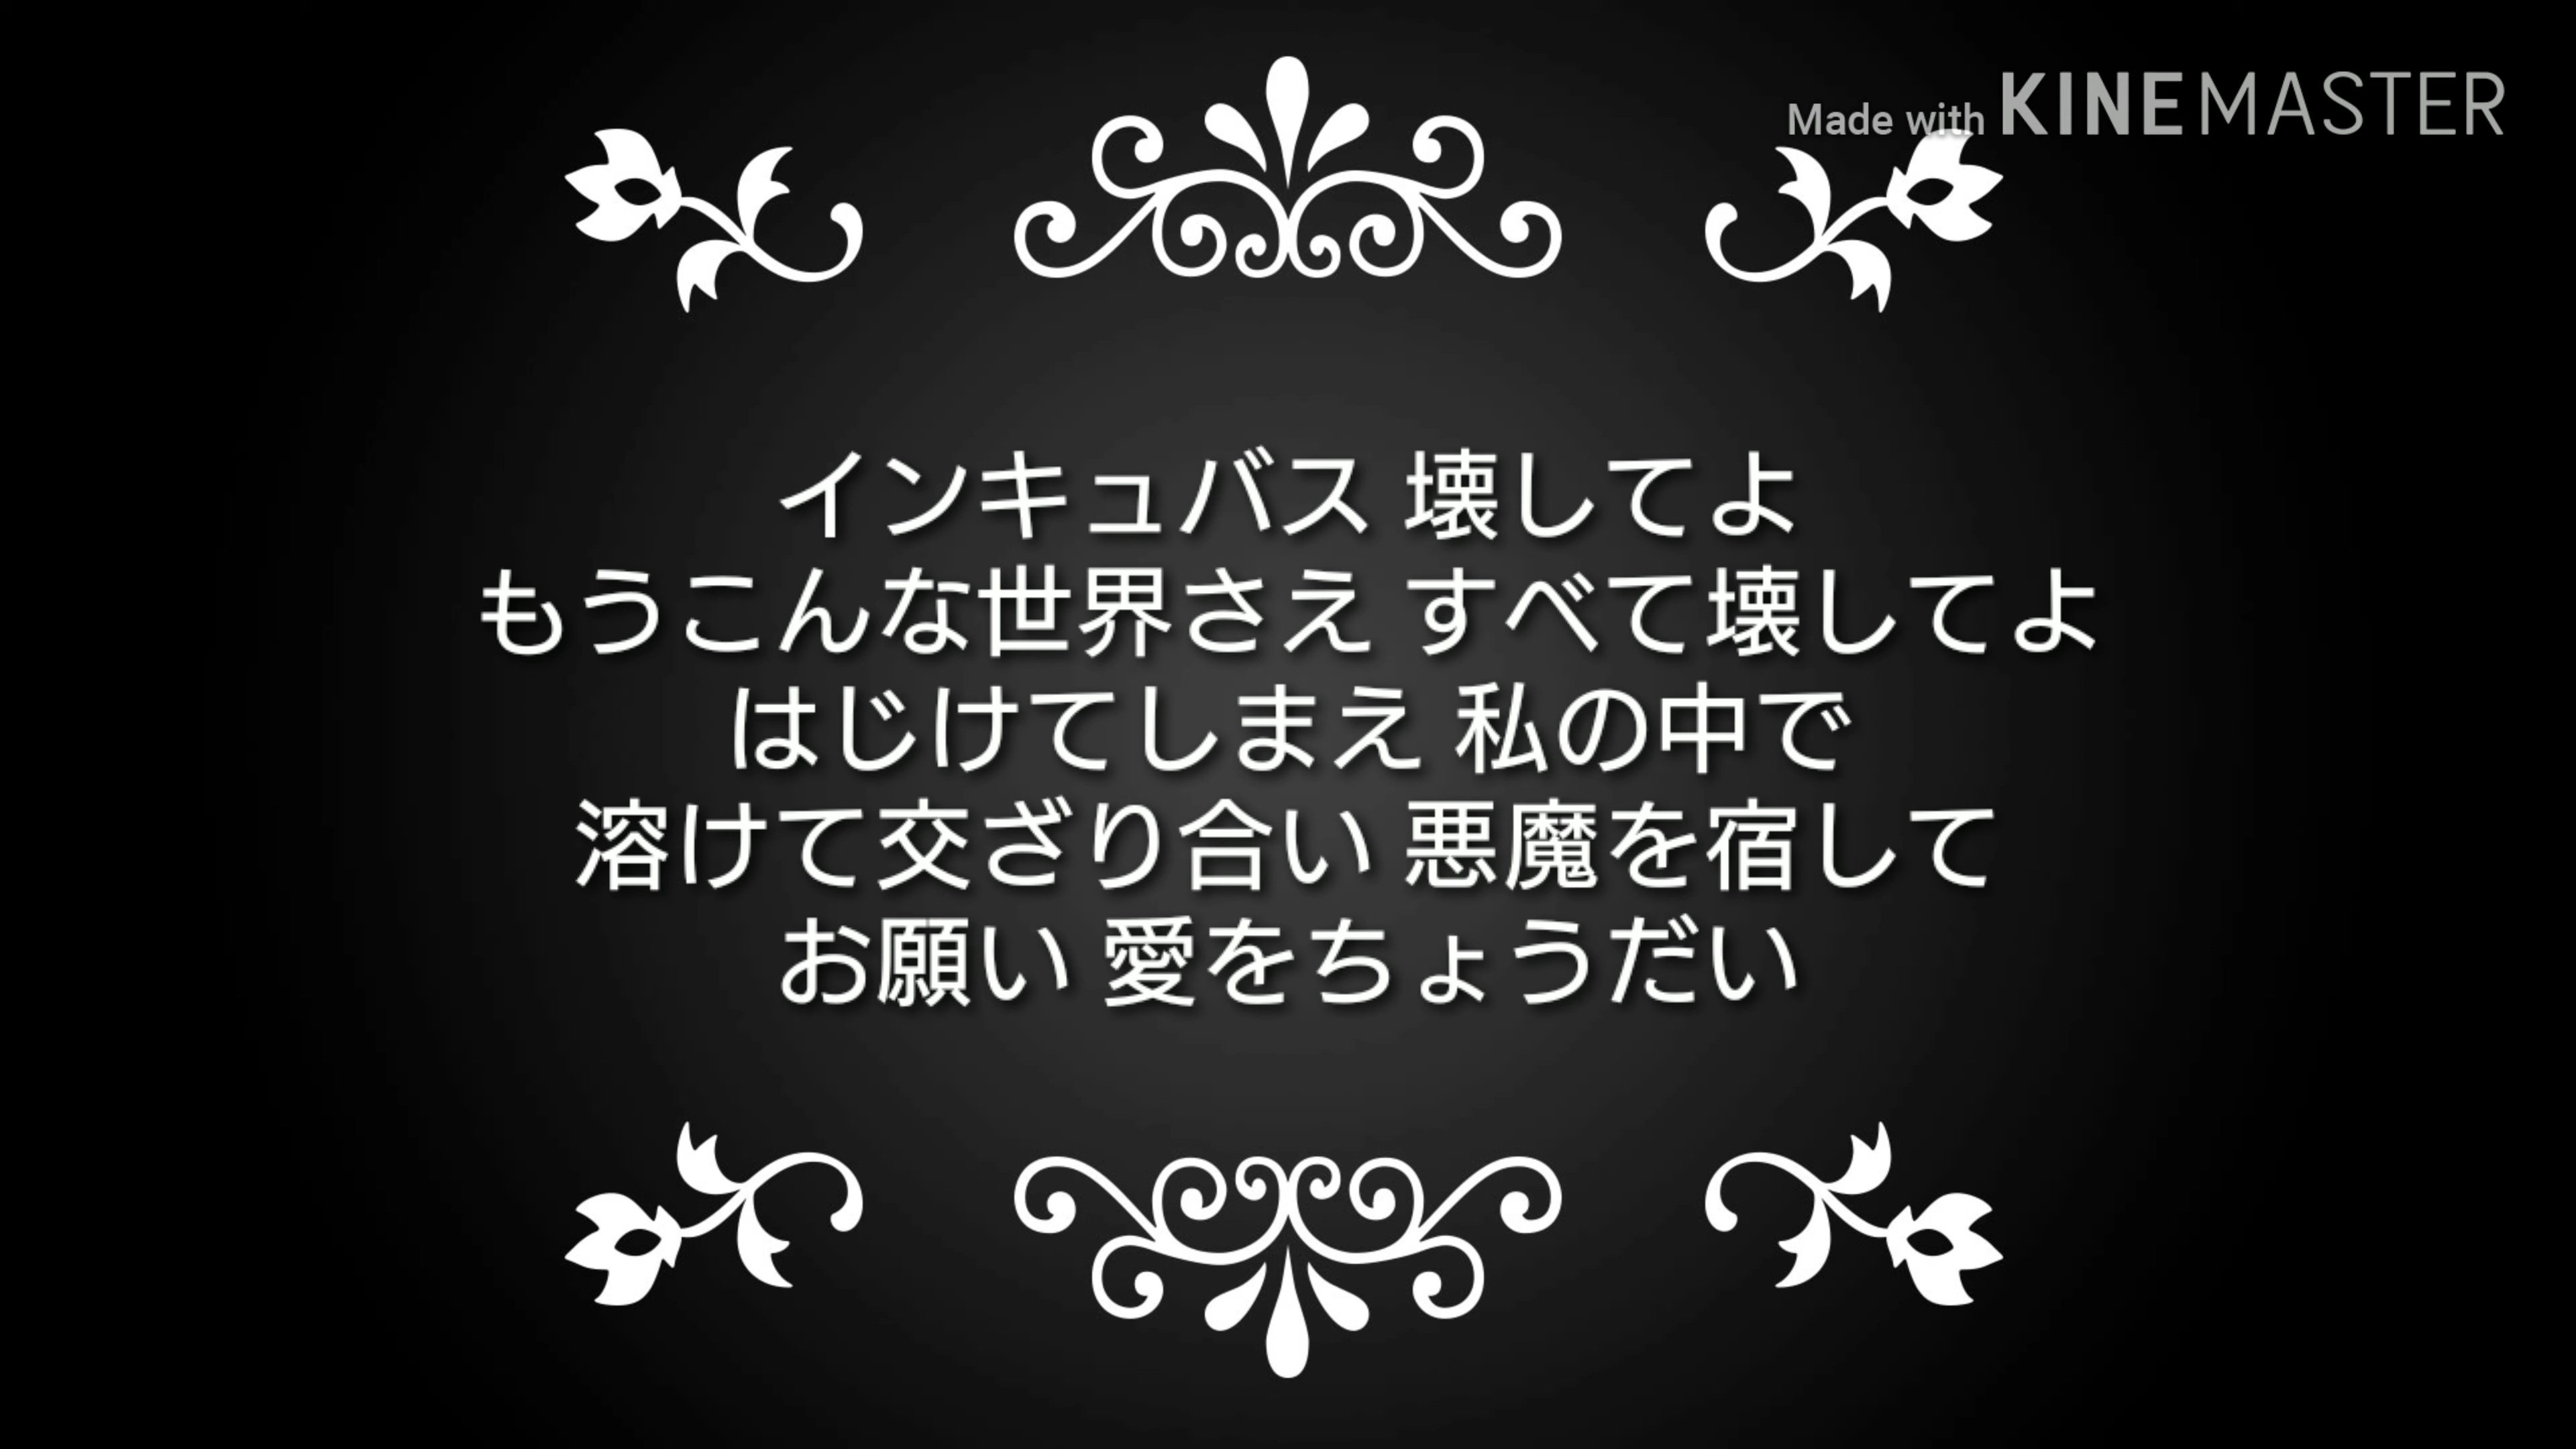 Made with KINEMASTER
インキュバス 壊してよ
もうこんな世界さえ すべて壊してよ
はじけてしまえ 私の中で
溶けて交ざり合い 悪魔を宿して
お願い 愛をちょうだい